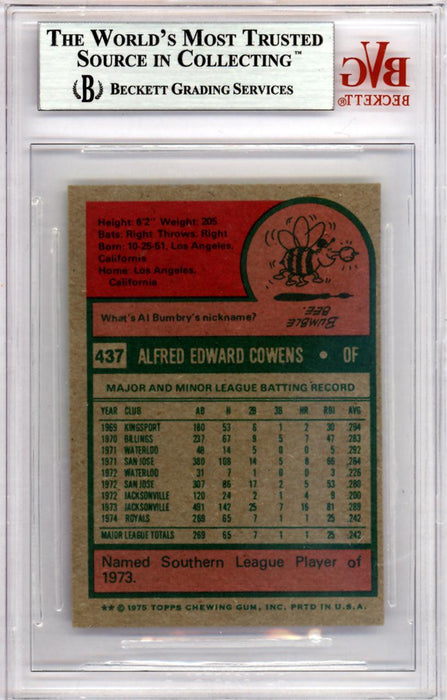 THE WORLD'S MOST TRUSTED
SOURCE IN COLLECTING™
B BECKETT GRADING SERVICES
BVG
BECKETT®
Height: 6'2" Weight: 205
Bats: Right Throws: Right
Born: 10-25-51, Los Angeles,
California
Home: Los Angeles,
California
What's Al Bumbry's nickname?
BUMBLE
BEE.
437 ALFRED EDWARD COWENS • OF
MAJOR AND MINOR LEAGUE BATTING RECORD
YEAR CLUB AB H 2B 3B HR RBI AVG.
1969 KINGSPORT 180 53 6 1 2 30 .294
1970 BILLINGS 237 67 5 7 47 .283
1971 WATERLOO 48 14 5 0 0 5 .292
1971 SAN JOSE 380 108 14 5 8 66 .284
1972 WATERLOO 31 7 1 0 0 3 .226
1972 SAN JOSE 307 86 17 2 5 53 .280
1972 JACKSONVILLE 120 24 2 1 4 9 .200
1973 JACKSONVILLE 491 142 25 7 16 81 .289
1974 ROYALS 269 65 7 1 1 25 .242
MAJOR LEAGUE TOTALS 269 65 7 1 1 25 .242
Named Southern League Player of
1973.
** © 1975 TOPPS CHEWING GUM, INC. PRTD IN U.S.A.